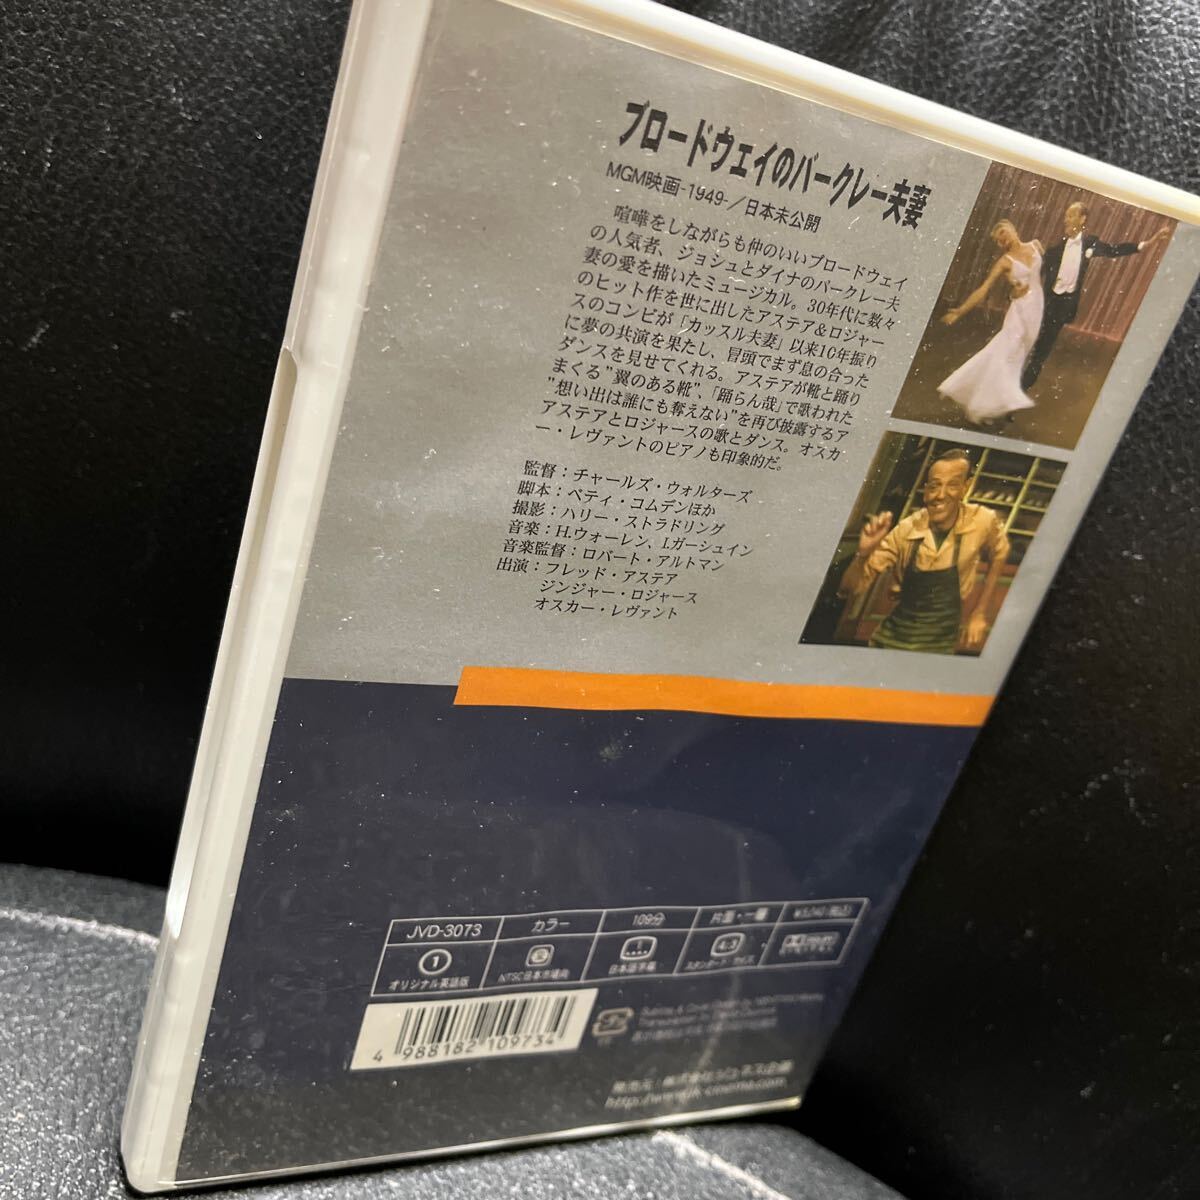 ブロードウェイのバークレー夫妻
MGM映画-1949-／日本未公開
喧嘩をしながらも仲のいいブロードウェイ
の人気者、ジョシュとダイナのバークレー夫
妻の愛を描いたミュージカル。30年代に数々
のヒット作を世に出したアステア&ロジャー
スのコンビが「カッスル夫妻」以来10年振り
に夢の共演を果たし、冒頭でまず息の合った
ダンスを見せてくれる。アステアが靴と踊り
まくる"翼のある靴"、「踊らん哉」で歌われた
"想い出は誰にも奪えない"を再び披露するア
アステアとロジャースの歌とダンス。オスカ
ー・レヴァントのピアノも印象的だ。
監督：チャールズ・ウォルターズ
脚本：ベティ・コムデンほか
撮影：ハリー・ストラドリング
音楽：H.ウォーレン、I.ガーシュイン
音楽監督：ロバート・アルトマン
出演：フレッド・アステア
ジンジャー・ロジャース
オスカー・レヴァント
JVD-3073
カラー
109分
片面・一層
1
オリジナル英語版
2
NTSC日本市場向
1
日本語字幕
4:3
スタンダード・サイズ
4 988182 109734